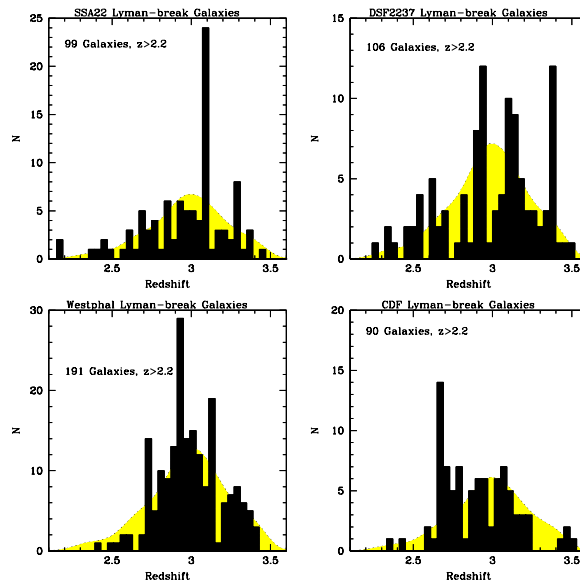 SSA22 Lyman-break Galaxies
99 Galaxies, z>2.2
25
20
15
10
5
0
N
2.5
3
3.5
Redshift
DSF2237 Lyman-break Galaxies
106 Galaxies, z>2.2
15
10
5
0
N
2.5
3
3.5
Redshift
Westphal Lyman-break Galaxies
191 Galaxies, z>2.2
30
20
10
0
N
2.5
3
3.5
Redshift
CDF Lyman-break Galaxies
90 Galaxies, z>2.2
20
15
10
5
0
N
2.5
3
3.5
Redshift